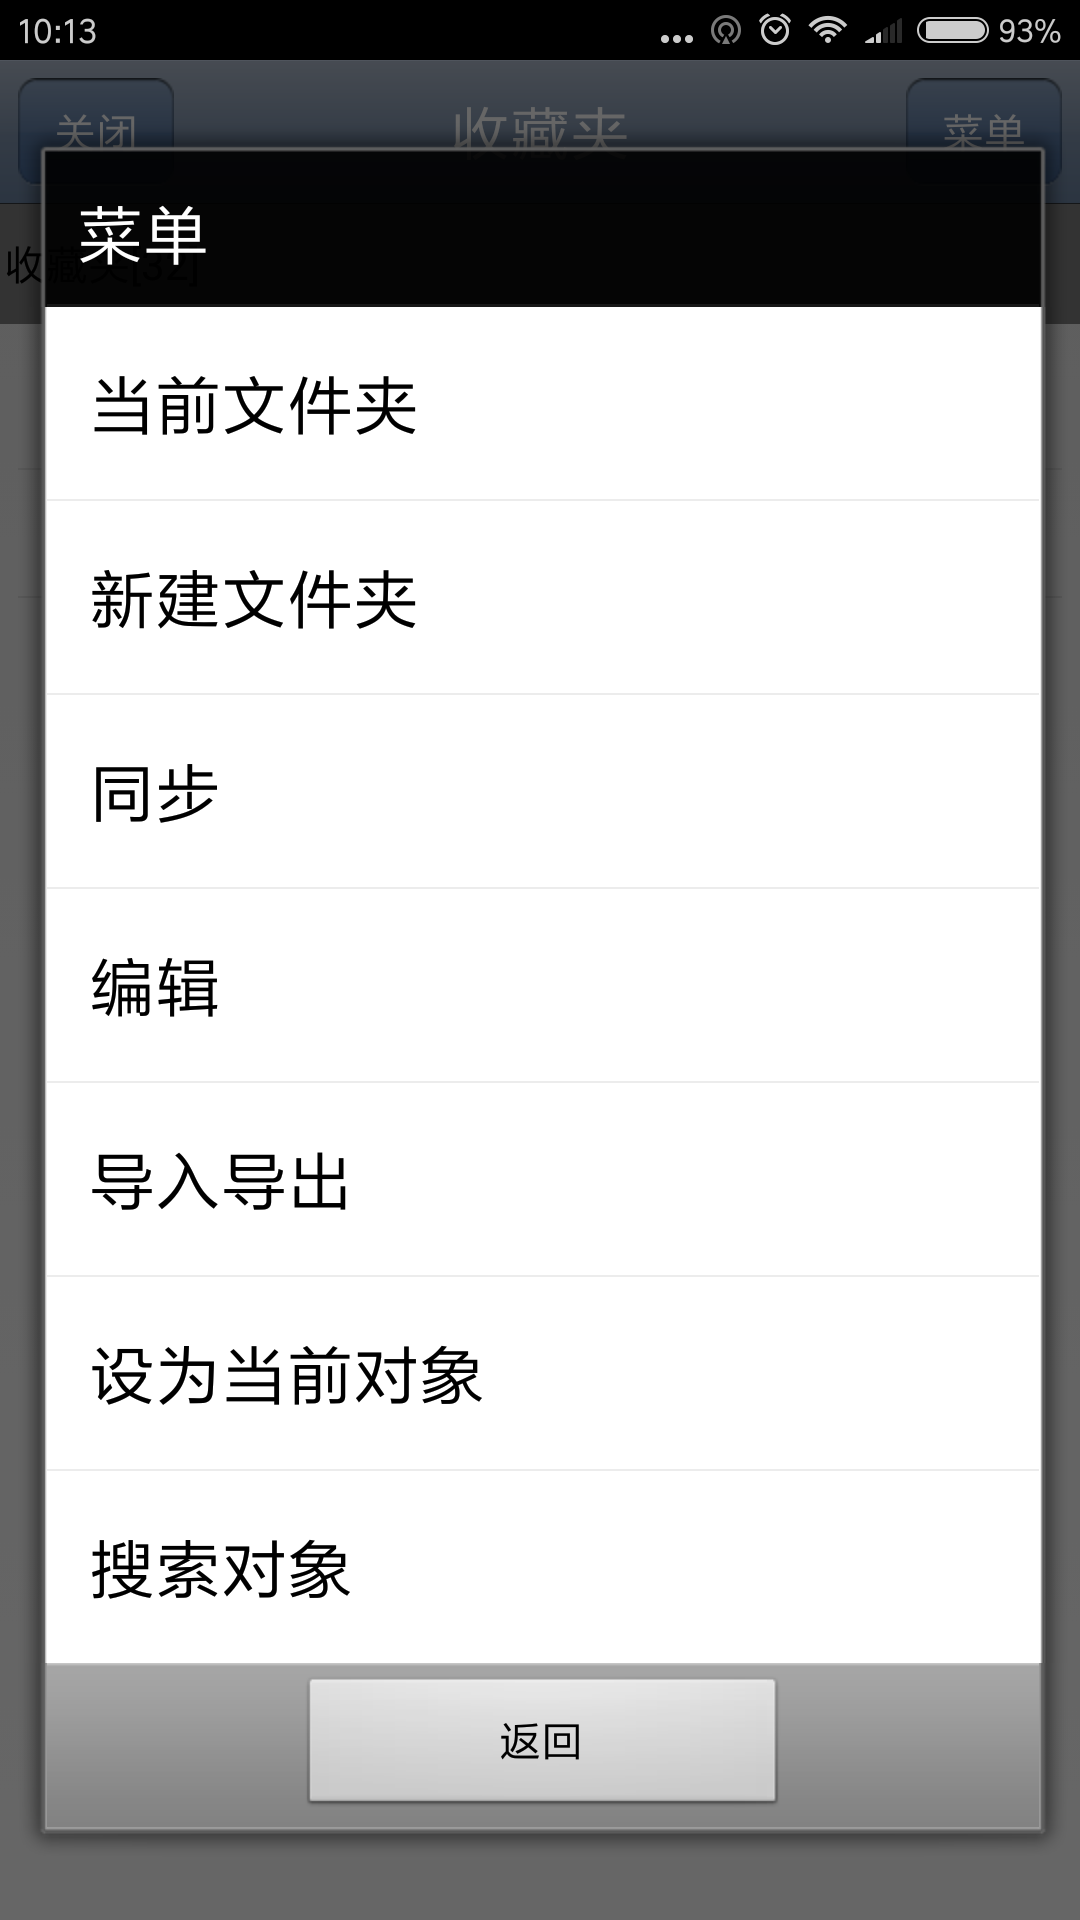 10:13 93%
关闭 收藏夹 菜单
菜单
收藏夹[32]
当前文件夹
新建文件夹
同步
编辑
导入导出
设为当前对象
搜索对象
返回